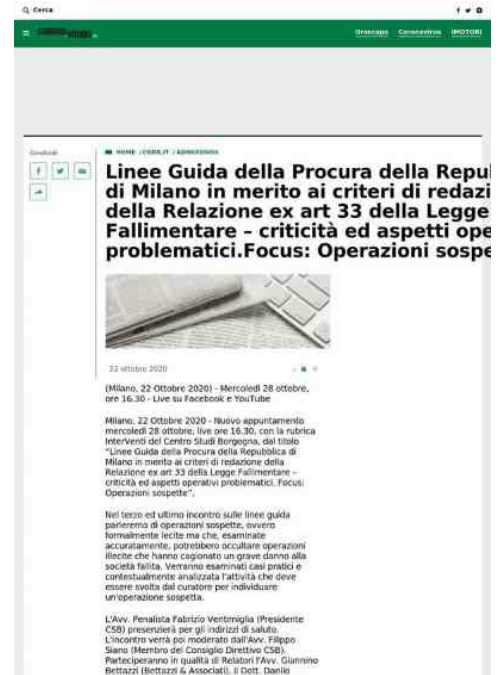 Cerca
Oroscopo Coronavirus IMOTORI
Condividi
HOME / CODR.IT / ADNKRONOS
Linee Guida della Procura della Repu
di Milano in merito ai criteri di redazi
della Relazione ex art 33 della Legge
Fallimentare – criticità ed aspetti ope
problematici.Focus: Operazioni sospe
22 ottobre 2020
(Milano, 22 Ottobre 2020) - Mercoledì 28 ottobre,
ore 16.30 - Live su Facebook e YouTube
Milano, 22 Ottobre 2020 - Nuovo appuntamento
mercoledì 28 ottobre, live ore 16.30, con la rubrica
InterVenti del Centro Studi Borgogna, dal titolo
"Linee Guida della Procura della Repubblica di
Milano in merito ai criteri di redazione della
Relazione ex art 33 della Legge Fallimentare –
criticità ed aspetti operativi problematici. Focus:
Operazioni sospette".
Nel terzo ed ultimo incontro sulle linee guida
parleremo di operazioni sospette, ovvero
formalmente lecite ma che, esaminate
accuratamente, potrebbero occultare operazioni
illecite che hanno cagionato un grave danno alla
società fallita. Verranno esaminati casi pratici e
contestualmente analizzata l'attività che deve
essere svolta dal curatore per individuare
un'operazione sospetta.
L'Avv. Penalista Fabrizio Ventimiglia (Presidente
CSB) presenzierà per gli indirizzi di saluto.
L'incontro verrà poi moderato dall'Avv. Filippo
Siano (Membro del Consiglio Direttivo CSB).
Parteciperanno in qualità di Relatori l'Avv. Giannino
Bettazzi (Bettazzi & Associati), il Dott. Danilo